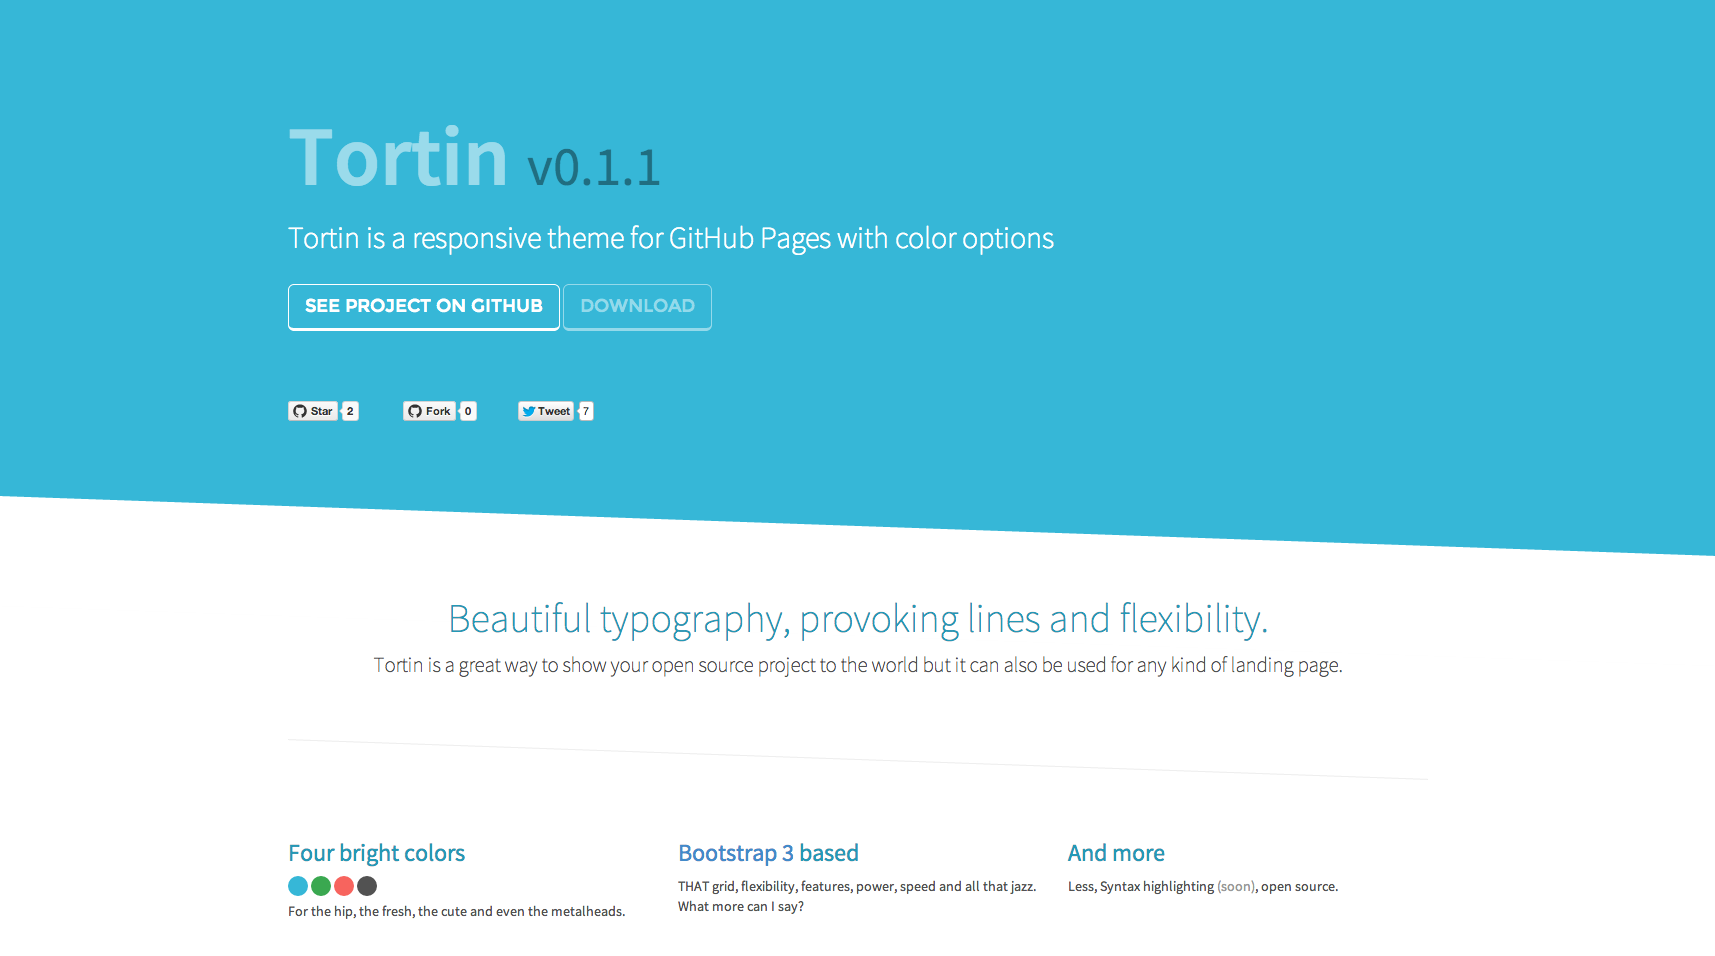 Tortin v0.1.1
Tortin is a responsive theme for GitHub Pages with color options
SEE PROJECT ON GITHUB DOWNLOAD
Star 2 Fork 0 Tweet 7
Beautiful typography, provoking lines and flexibility.
Tortin is a great way to show your open source project to the world but it can also be used for any kind of landing page.
Four bright colors
For the hip, the fresh, the cute and even the metalheads.
Bootstrap 3 based
THAT grid, flexibility, features, power, speed and all that jazz.
What more can I say?
And more
Less, Syntax highlighting (soon), open source.